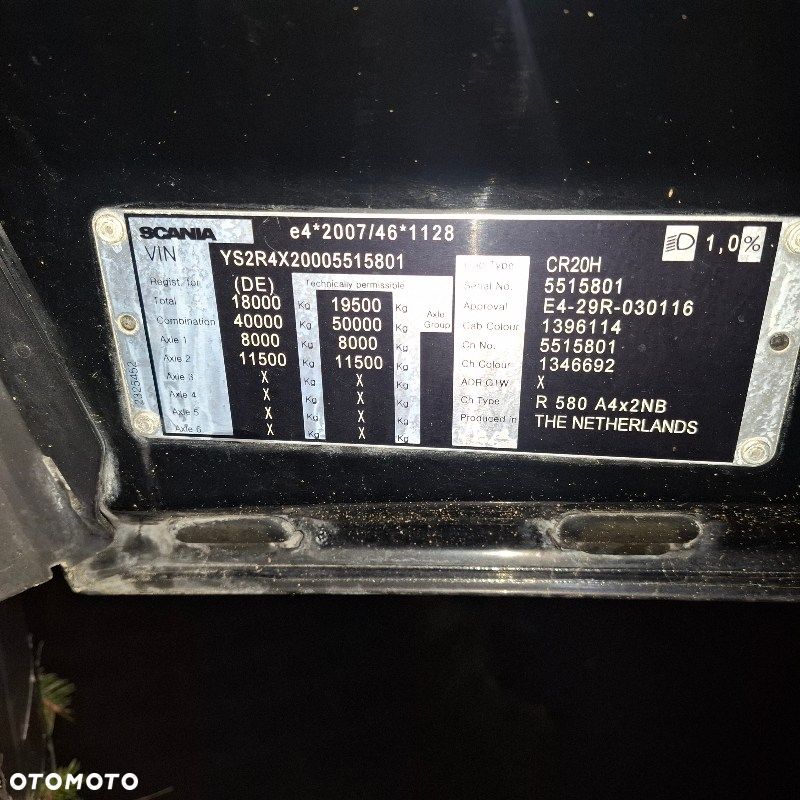 SCANIA e4*2007/46*1128 1,0%
VIN YS2R4X20005515801
Type CR20H
Regist. for (DE) Technically permissible Serial No. 5515801
Total 18000 Kg 19500 Kg Approval E4-29R-030116
Combination 40000 Kg 50000 Kg Axle Group Cab Colour 1396114
Axle 1 8000 Kg 8000 Kg Ch No. 5515801
Axle 2 11500 Kg 11500 Kg Ch Colour 1346692
Axle 3 X Kg X Kg ADR GTW X
Axle 4 X Kg X Kg Ch Type R 580 A4x2NB
Axle 5 X Kg X Kg Produced in THE NETHERLANDS
Axle 6 X Kg X Kg
2325452
OTOMOTO